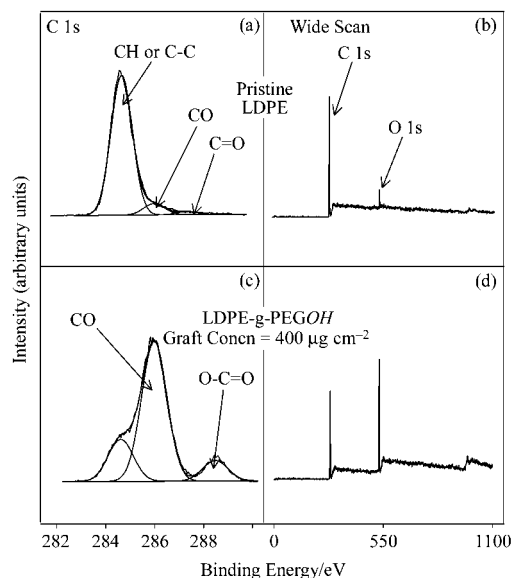 C 1s
(a)
CH or C-C
CO
C=O
Wide Scan
(b)
C 1s
Pristine
LDPE
O 1s
(c)
CO
LDPE-g-PEGOH
Graft Concn = 400 µg cm⁻²
O-C=O
(d)
Intensity (arbitrary units)
282 284 286 288 0 550 1100
Binding Energy/eV